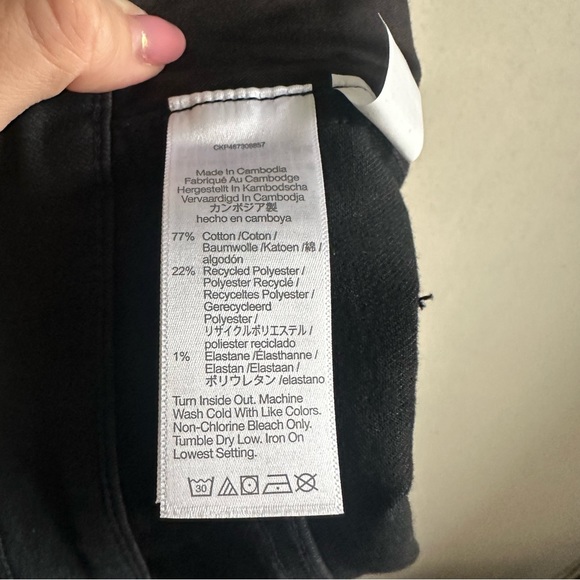 CKP467308657
Made In Cambodia
Fabriqué Au Cambodge
Hergestellt In Kambodscha
Vervaardigd In Cambodja
カンボジア製
hecho en camboya
77% Cotton /Coton /
Baumwolle /Katoen /綿 /
algodón
22% Recycled Polyester /
Polyester Recyclé /
Recyceltes Polyester /
Gerecycleerd
Polyester /
リサイクルポリエステル /
poliester reciclado
1% Elastane /Élasthanne /
Elastan /Elastaan /
ポリウレタン /elastano
Turn Inside Out. Machine
Wash Cold With Like Colors.
Non-Chlorine Bleach Only.
Tumble Dry Low. Iron On
Lowest Setting.
30